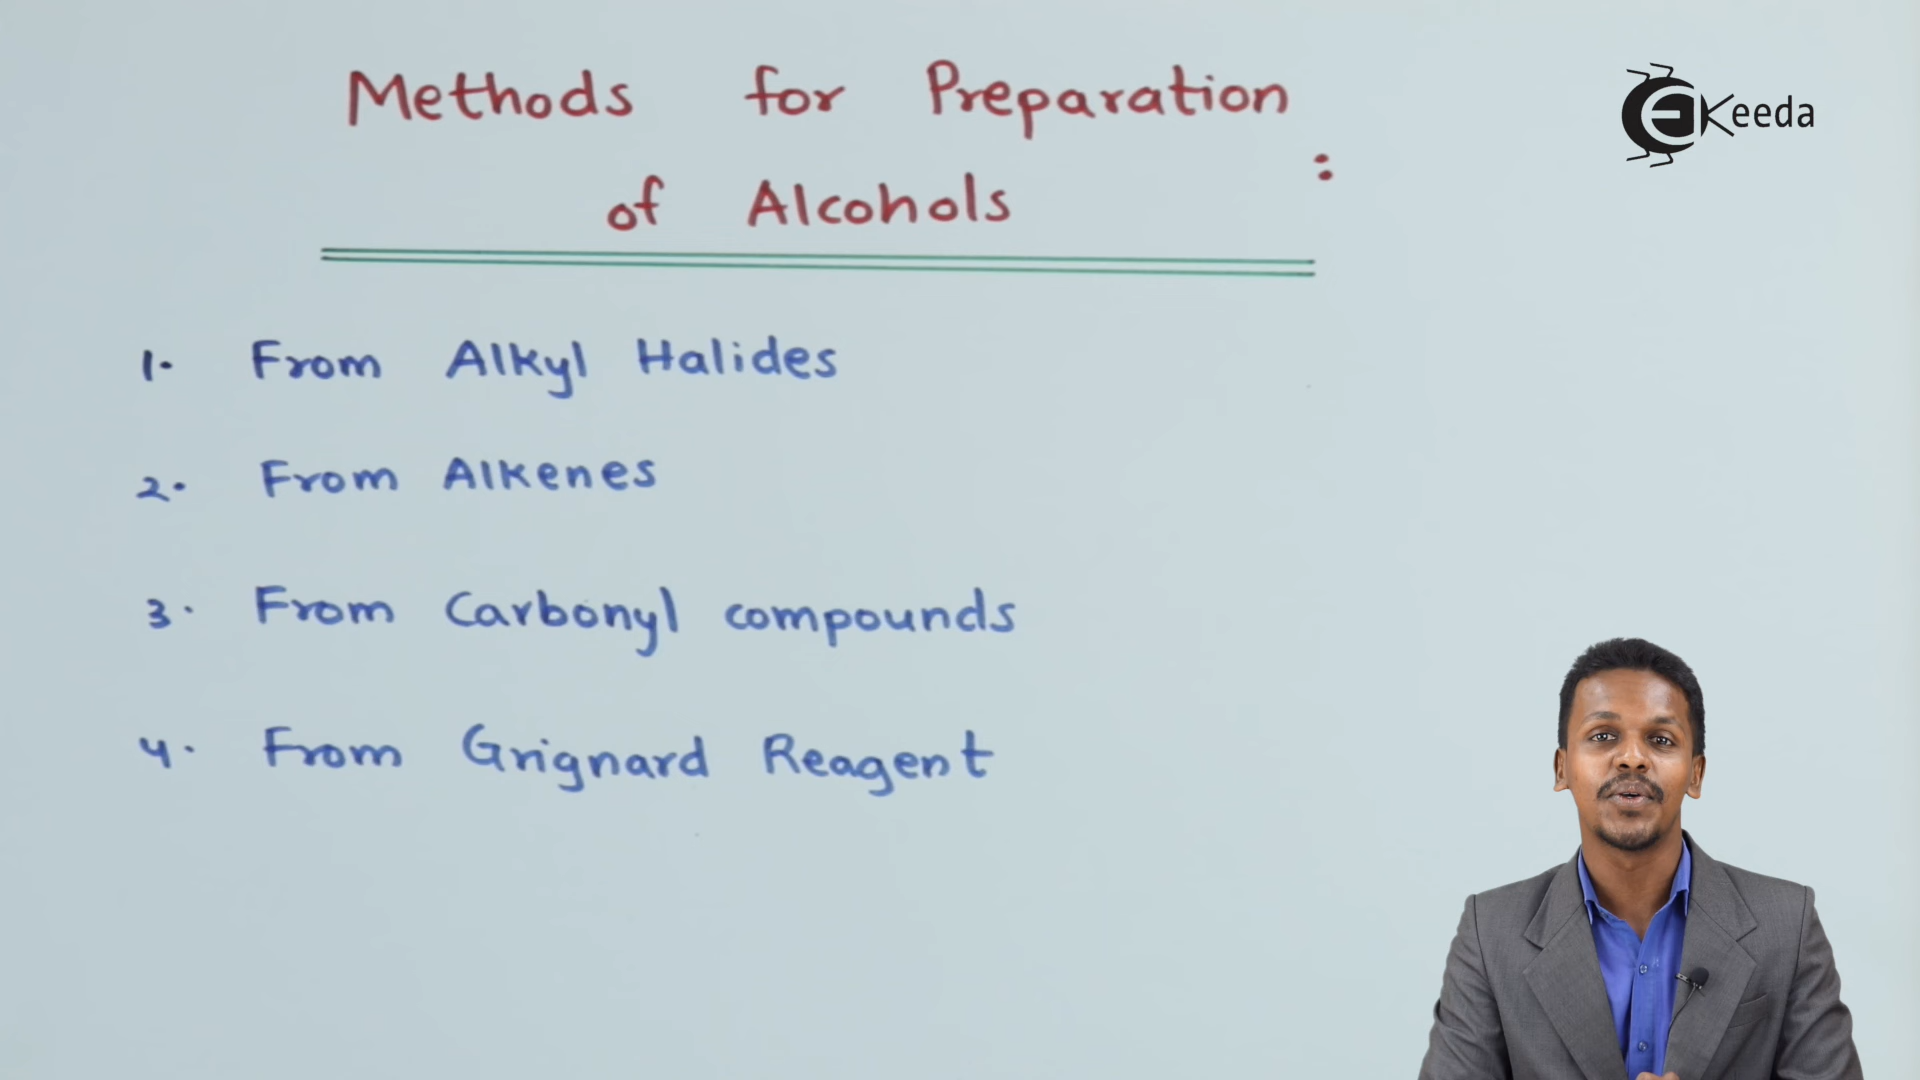 Methods for Preparation
of Alcohols :
1. From Alkyl Halides
2. From Alkenes
3. From Carbonyl compounds
4. From Grignard Reagent
EKeeda